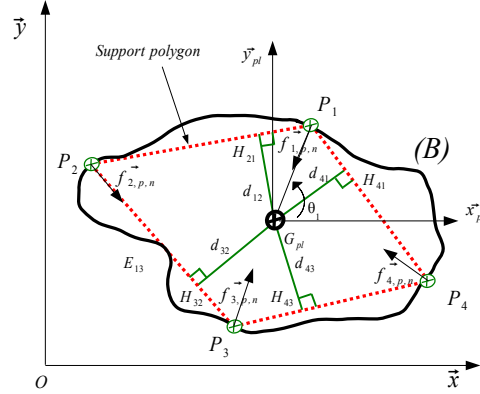 y⃗
y⃗pl
Support polygon
P1
P2
(B)
H21
f⃗1,p,n
f⃗2,p,n
d41
H41
d12
θ1
x⃗p
Gpl
d32
d43
E13
f⃗4,p,n
H32
f⃗3,p,n
H43
P4
P3
O
x⃗